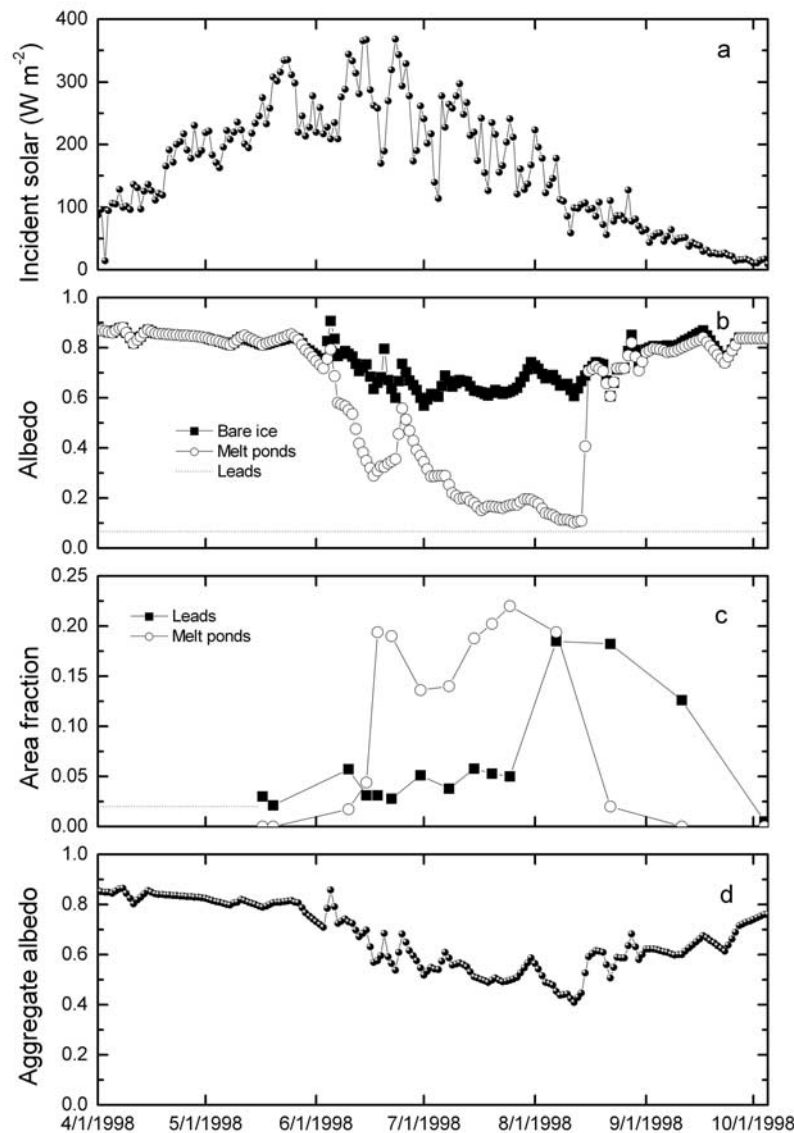 400
300
200
100
0
Incident solar (W m⁻²)
a
1.0
0.8
0.6
0.4
0.2
0.0
Albedo
b
Bare ice
Melt ponds
Leads
0.25
0.20
0.15
0.10
0.05
0.00
Area fraction
c
Leads
Melt ponds
1.0
0.8
0.6
0.4
0.2
0.0
Aggregate albedo
d
4/1/1998 5/1/1998 6/1/1998 7/1/1998 8/1/1998 9/1/1998 10/1/1998